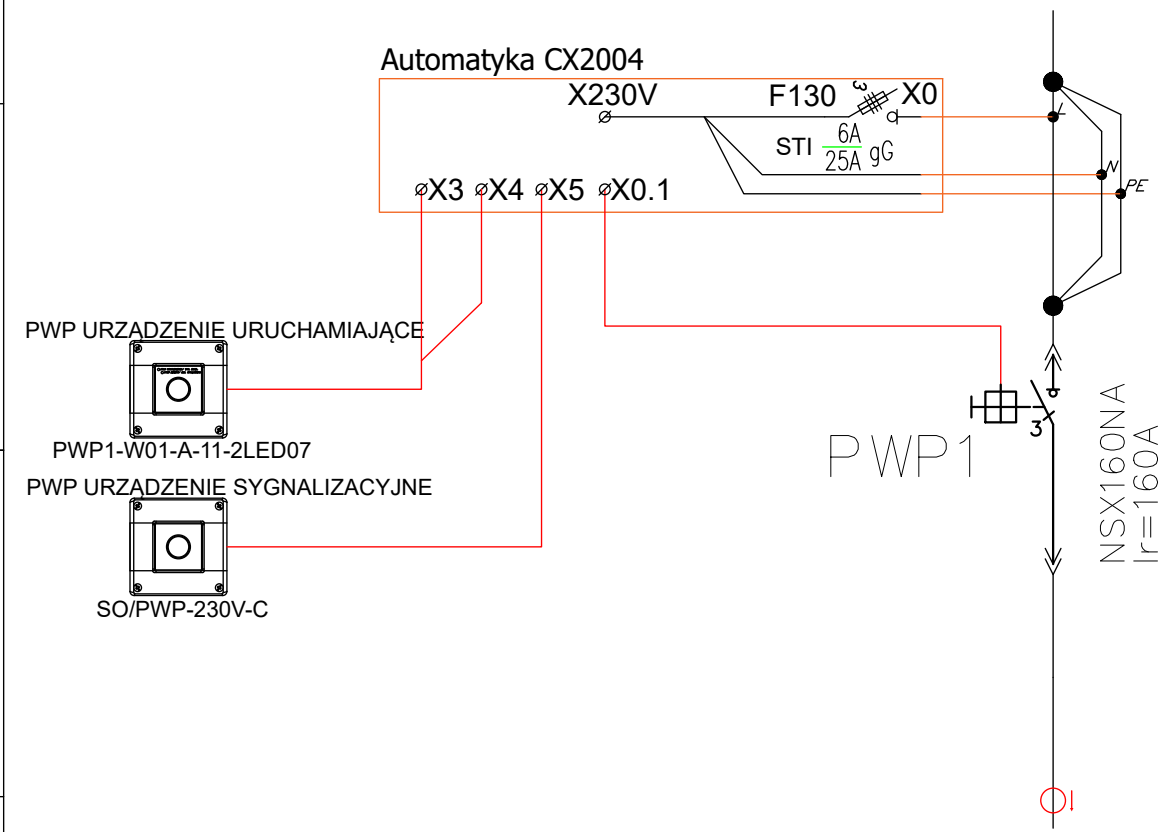 Automatyka CX2004
X230V
F130
3
X0
L
STI 6A
25A gG
N
PE
X3
X4
X5
X0.1
PWP URZĄDZENIE URUCHAMIAJĄCE
PWP1-W01-A-11-2LED07
PWP URZĄDZENIE SYGNALIZACYJNE
SO/PWP-230V-C
PWP1
3
NSX160NA
Ir=160A